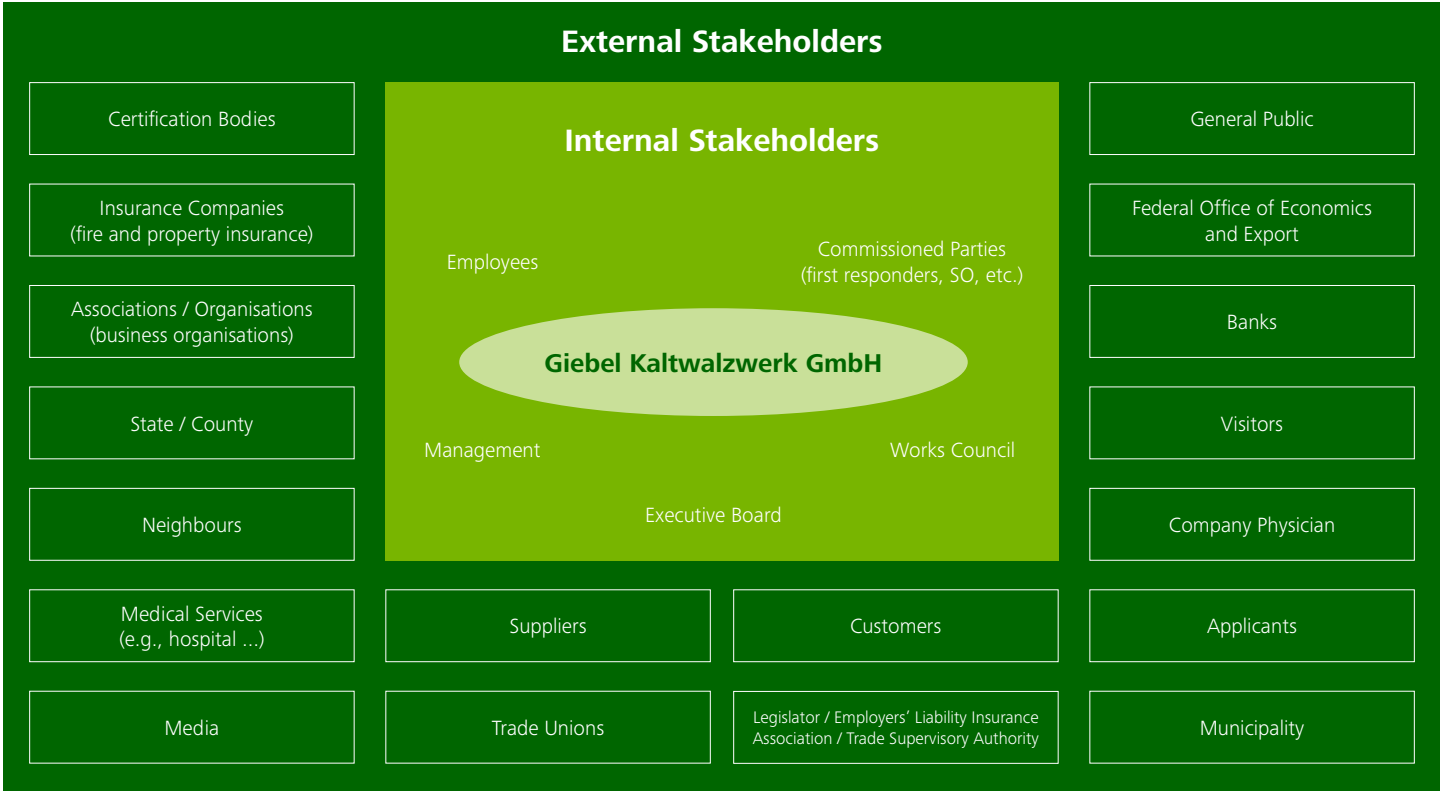 External Stakeholders
Certification Bodies
Insurance Companies
(fire and property insurance)
Associations / Organisations
(business organisations)
State / County
Neighbours
Medical Services
(e.g., hospital ...)
Media
Internal Stakeholders
Employees
Commissioned Parties
(first responders, SO, etc.)
Giebel Kaltwalzwerk GmbH
Management
Works Council
Executive Board
Suppliers
Customers
Trade Unions
Legislator / Employers’ Liability Insurance
Association / Trade Supervisory Authority
General Public
Federal Office of Economics
and Export
Banks
Visitors
Company Physician
Applicants
Municipality